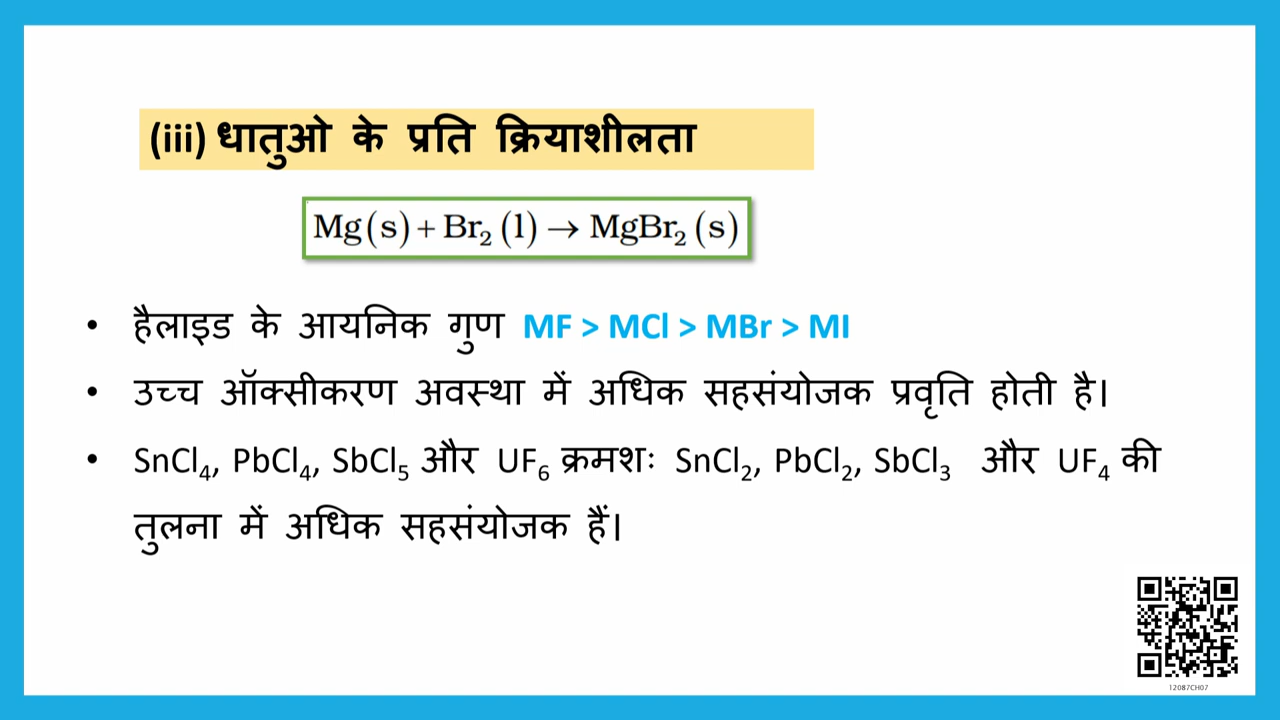 (iii) धातुओ के प्रति क्रियाशीलता
Mg(s) + Br₂ (l) → MgBr₂ (s)
• हैलाइड के आयनिक गुण MF > MCl > MBr > MI
• उच्च ऑक्सीकरण अवस्था में अधिक सहसंयोजक प्रवृति होती है।
• SnCl₄, PbCl₄, SbCl₅ और UF₆ क्रमशः SnCl₂, PbCl₂, SbCl₃ और UF₄ की
तुलना में अधिक सहसंयोजक हैं।
12087CH07